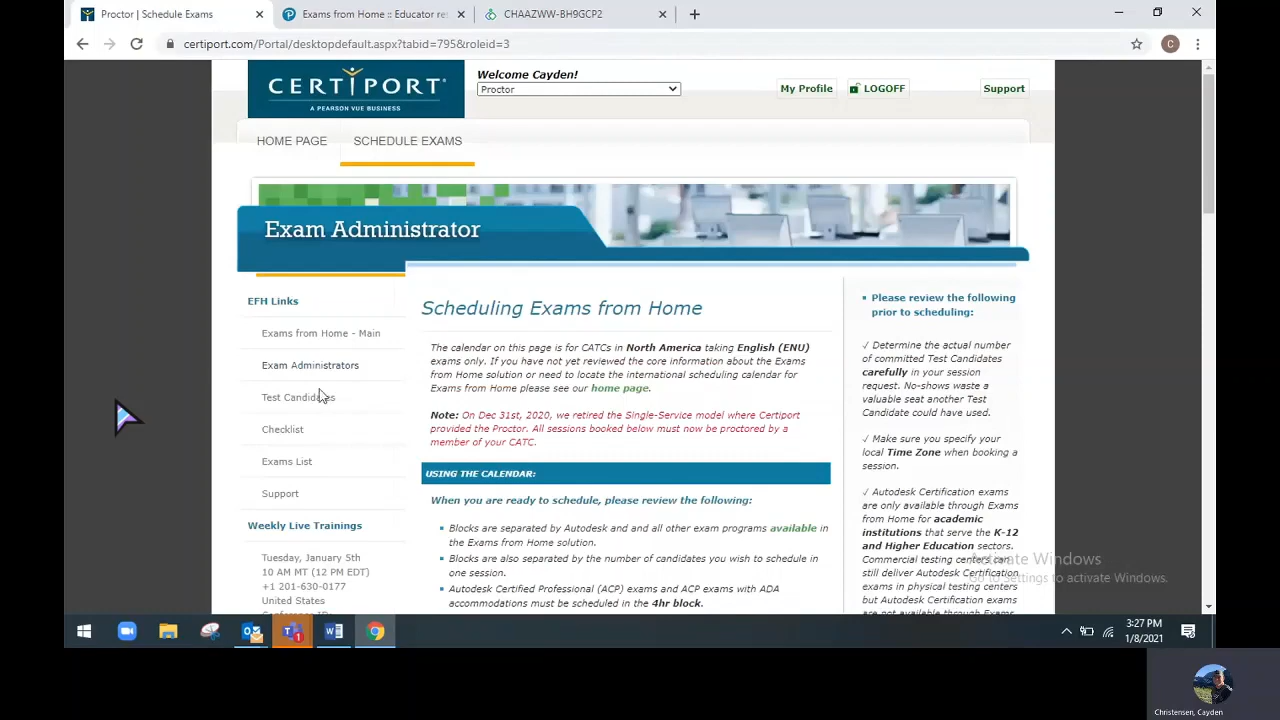 Proctor | Schedule Exams
Exams from Home :: Educator re
CHAAZWW-BH9GCP2
certiport.com/Portal/desktopdefault.aspx?tabid=795&roleid=3
C
CERTIPORT
A PEARSON VUE BUSINESS
Welcome Cayden!
Proctor
My Profile
LOGOFF
Support
HOME PAGE
SCHEDULE EXAMS
Exam Administrator
EFH Links
Exams from Home - Main
Exam Administrators
Test Candidates
Checklist
Exams List
Support
Weekly Live Trainings
Tuesday, January 5th
10 AM MT (12 PM EDT)
+1 201-630-0177
United States
Scheduling Exams from Home
The calendar on this page is for CATCs in North America taking English (ENU)
exams only. If you have not yet reviewed the core information about the Exams
from Home solution or need to locate the international scheduling calendar for
Exams from Home please see our home page.
Note: On Dec 31st, 2020, we retired the Single-Service model where Certiport
provided the Proctor. All sessions booked below must now be proctored by a
member of your CATC.
USING THE CALENDAR:
When you are ready to schedule, please review the following:
Blocks are separated by Autodesk and and all other exam programs available in
the Exams from Home solution.
Blocks are also separated by the number of candidates you wish to schedule in
one session.
Autodesk Certified Professional (ACP) exams and ACP exams with ADA
accommodations must be scheduled in the 4hr block.
Please review the following
prior to scheduling:
√ Determine the actual number
of committed Test Candidates
carefully in your session
request. No-shows waste a
valuable seat another Test
Candidate could have used.
√ Make sure you specify your
local Time Zone when booking a
session.
√ Autodesk Certification exams
are only available through Exams
from Home for academic
institutions that serve the K-12
and Higher Education sectors.
Commercial testing centers can
still deliver Autodesk Certification
exams in physical testing centers
but Autodesk Certification exams
are not available through Exams
Activate Windows
Go to Settings to activate Windows.
1
3:27 PM
1/8/2021
Christensen, Cayden